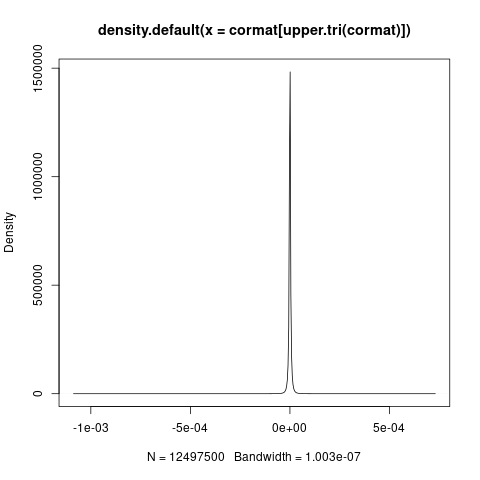 density.default(x = cormat[upper.tri(cormat)])
1500000
1000000
500000
0
Density
-1e-03 -5e-04 0e+00 5e-04
N = 12497500 Bandwidth = 1.003e-07